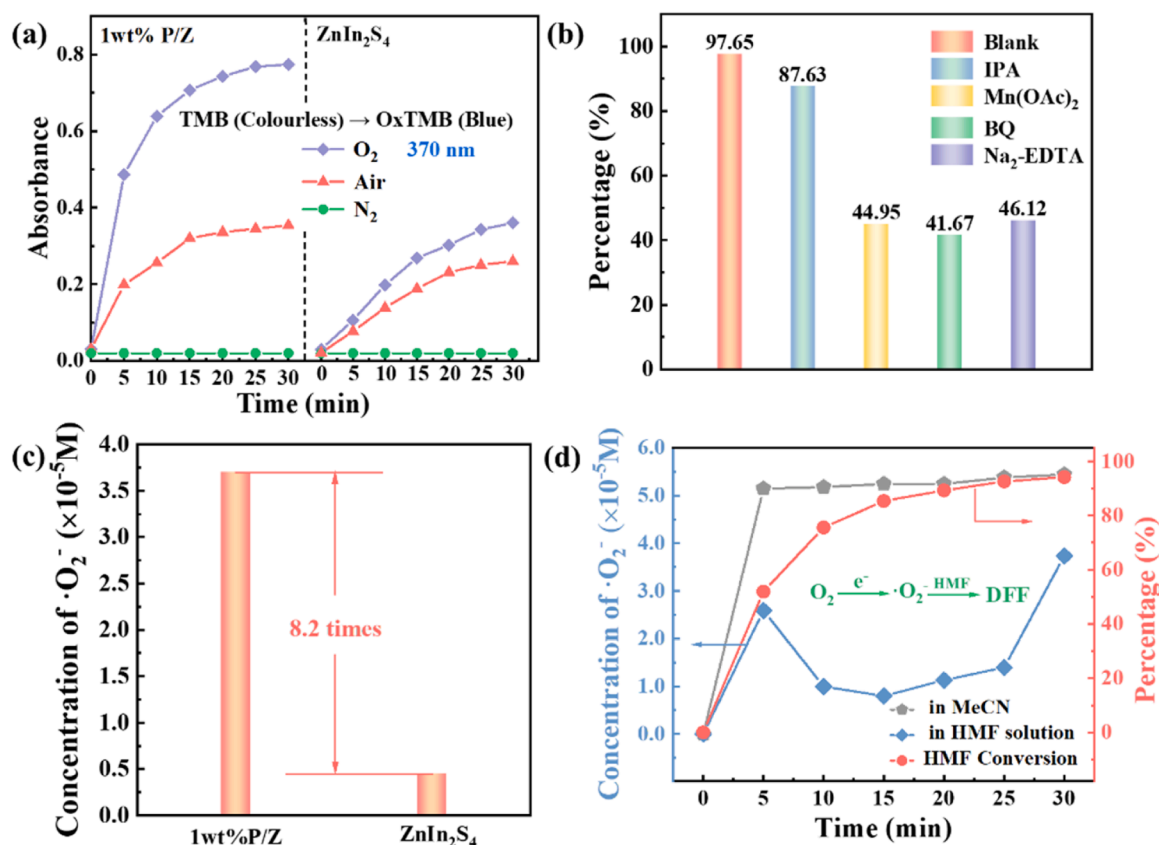 (a)
1wt% P/Z
ZnIn₂S₄
TMB (Colourless) → OxTMB (Blue)
O₂ 370 nm
Air
N₂
Absorbance
0.8
0.6
0.4
0.2
0.0
0 5 10 15 20 25 30 0 5 10 15 20 25 30
Time (min)
(b)
Percentage (%)
100
80
60
40
20
0
97.65
87.63
44.95
41.67
46.12
Blank
IPA
Mn(OAc)₂
BQ
Na₂-EDTA
(c)
Concentration of ·O₂⁻ (×10⁻⁵M)
4.0
3.5
3.0
2.5
2.0
1.5
1.0
0.5
0.0
8.2 times
1wt%P/Z ZnIn₂S₄
(d)
Concentration of ·O₂⁻ (×10⁻⁵M)
6.0
5.0
4.0
3.0
2.0
1.0
0.0
O₂ e⁻→ ·O₂⁻ HMF→ DFF
in MeCN
in HMF solution
HMF Conversion
100
80
60
40
20
0
Percentage (%)
0 5 10 15 20 25 30
Time (min)